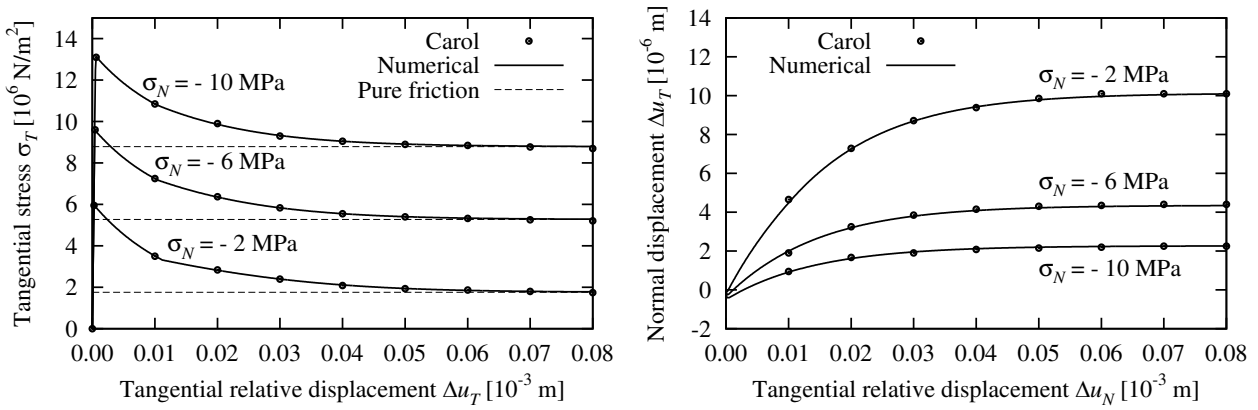 Tangential stress σT [10^6 N/m^2]
14
12
10
8
6
4
2
0
Carol
Numerical
Pure friction
σN = - 10 MPa
σN = - 6 MPa
σN = - 2 MPa
0.00 0.01 0.02 0.03 0.04 0.05 0.06 0.07 0.08
Tangential relative displacement ΔuT [10^-3 m]
Normal displacement ΔuT [10^-6 m]
14
12
10
8
6
4
2
0
-2
Carol
Numerical
σN = - 2 MPa
σN = - 6 MPa
σN = - 10 MPa
0.00 0.01 0.02 0.03 0.04 0.05 0.06 0.07 0.08
Tangential relative displacement ΔuN [10^-3 m]